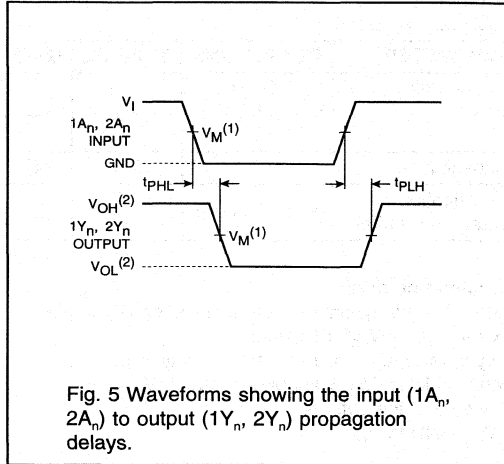 V_I
1A_n, 2A_n
INPUT
V_M(1)
GND
t_PHL
t_PLH
V_OH(2)
1Y_n, 2Y_n
OUTPUT
V_M(1)
V_OL(2)
Fig. 5 Waveforms showing the input (1A_n,
2A_n) to output (1Y_n, 2Y_n) propagation
delays.